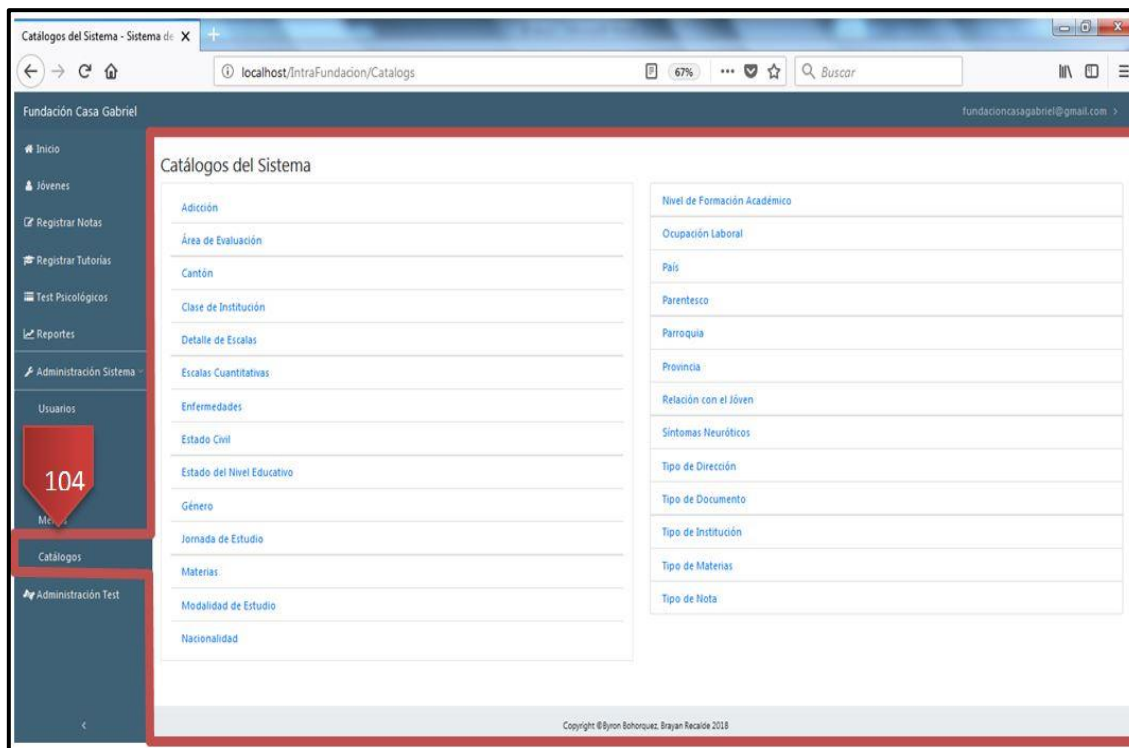 Catálogos del Sistema - Sistema de
localhost/IntraFundacion/Catalogs
67%
Buscar
Fundación Casa Gabriel
fundacioncasagabriel@gmail.com >
Inicio
Jóvenes
Registrar Notas
Registrar Tutorías
Test Psicológicos
Reportes
Administración Sistema
Usuarios
104
Catálogos
Administración Test
Catálogos del Sistema
Adicción
Área de Evaluación
Cantón
Clase de Institución
Detalle de Escalas
Escalas Cuantitativas
Enfermedades
Estado Civil
Estado del Nivel Educativo
Género
Jornada de Estudio
Materias
Modalidad de Estudio
Nacionalidad
Nivel de Formación Académico
Ocupación Laboral
País
Parentesco
Parroquia
Provincia
Relación con el Jóven
Síntomas Neuróticos
Tipo de Dirección
Tipo de Documento
Tipo de Institución
Tipo de Materias
Tipo de Nota
Copyright ©Byron Bohorquez, Brayan Recalde 2018